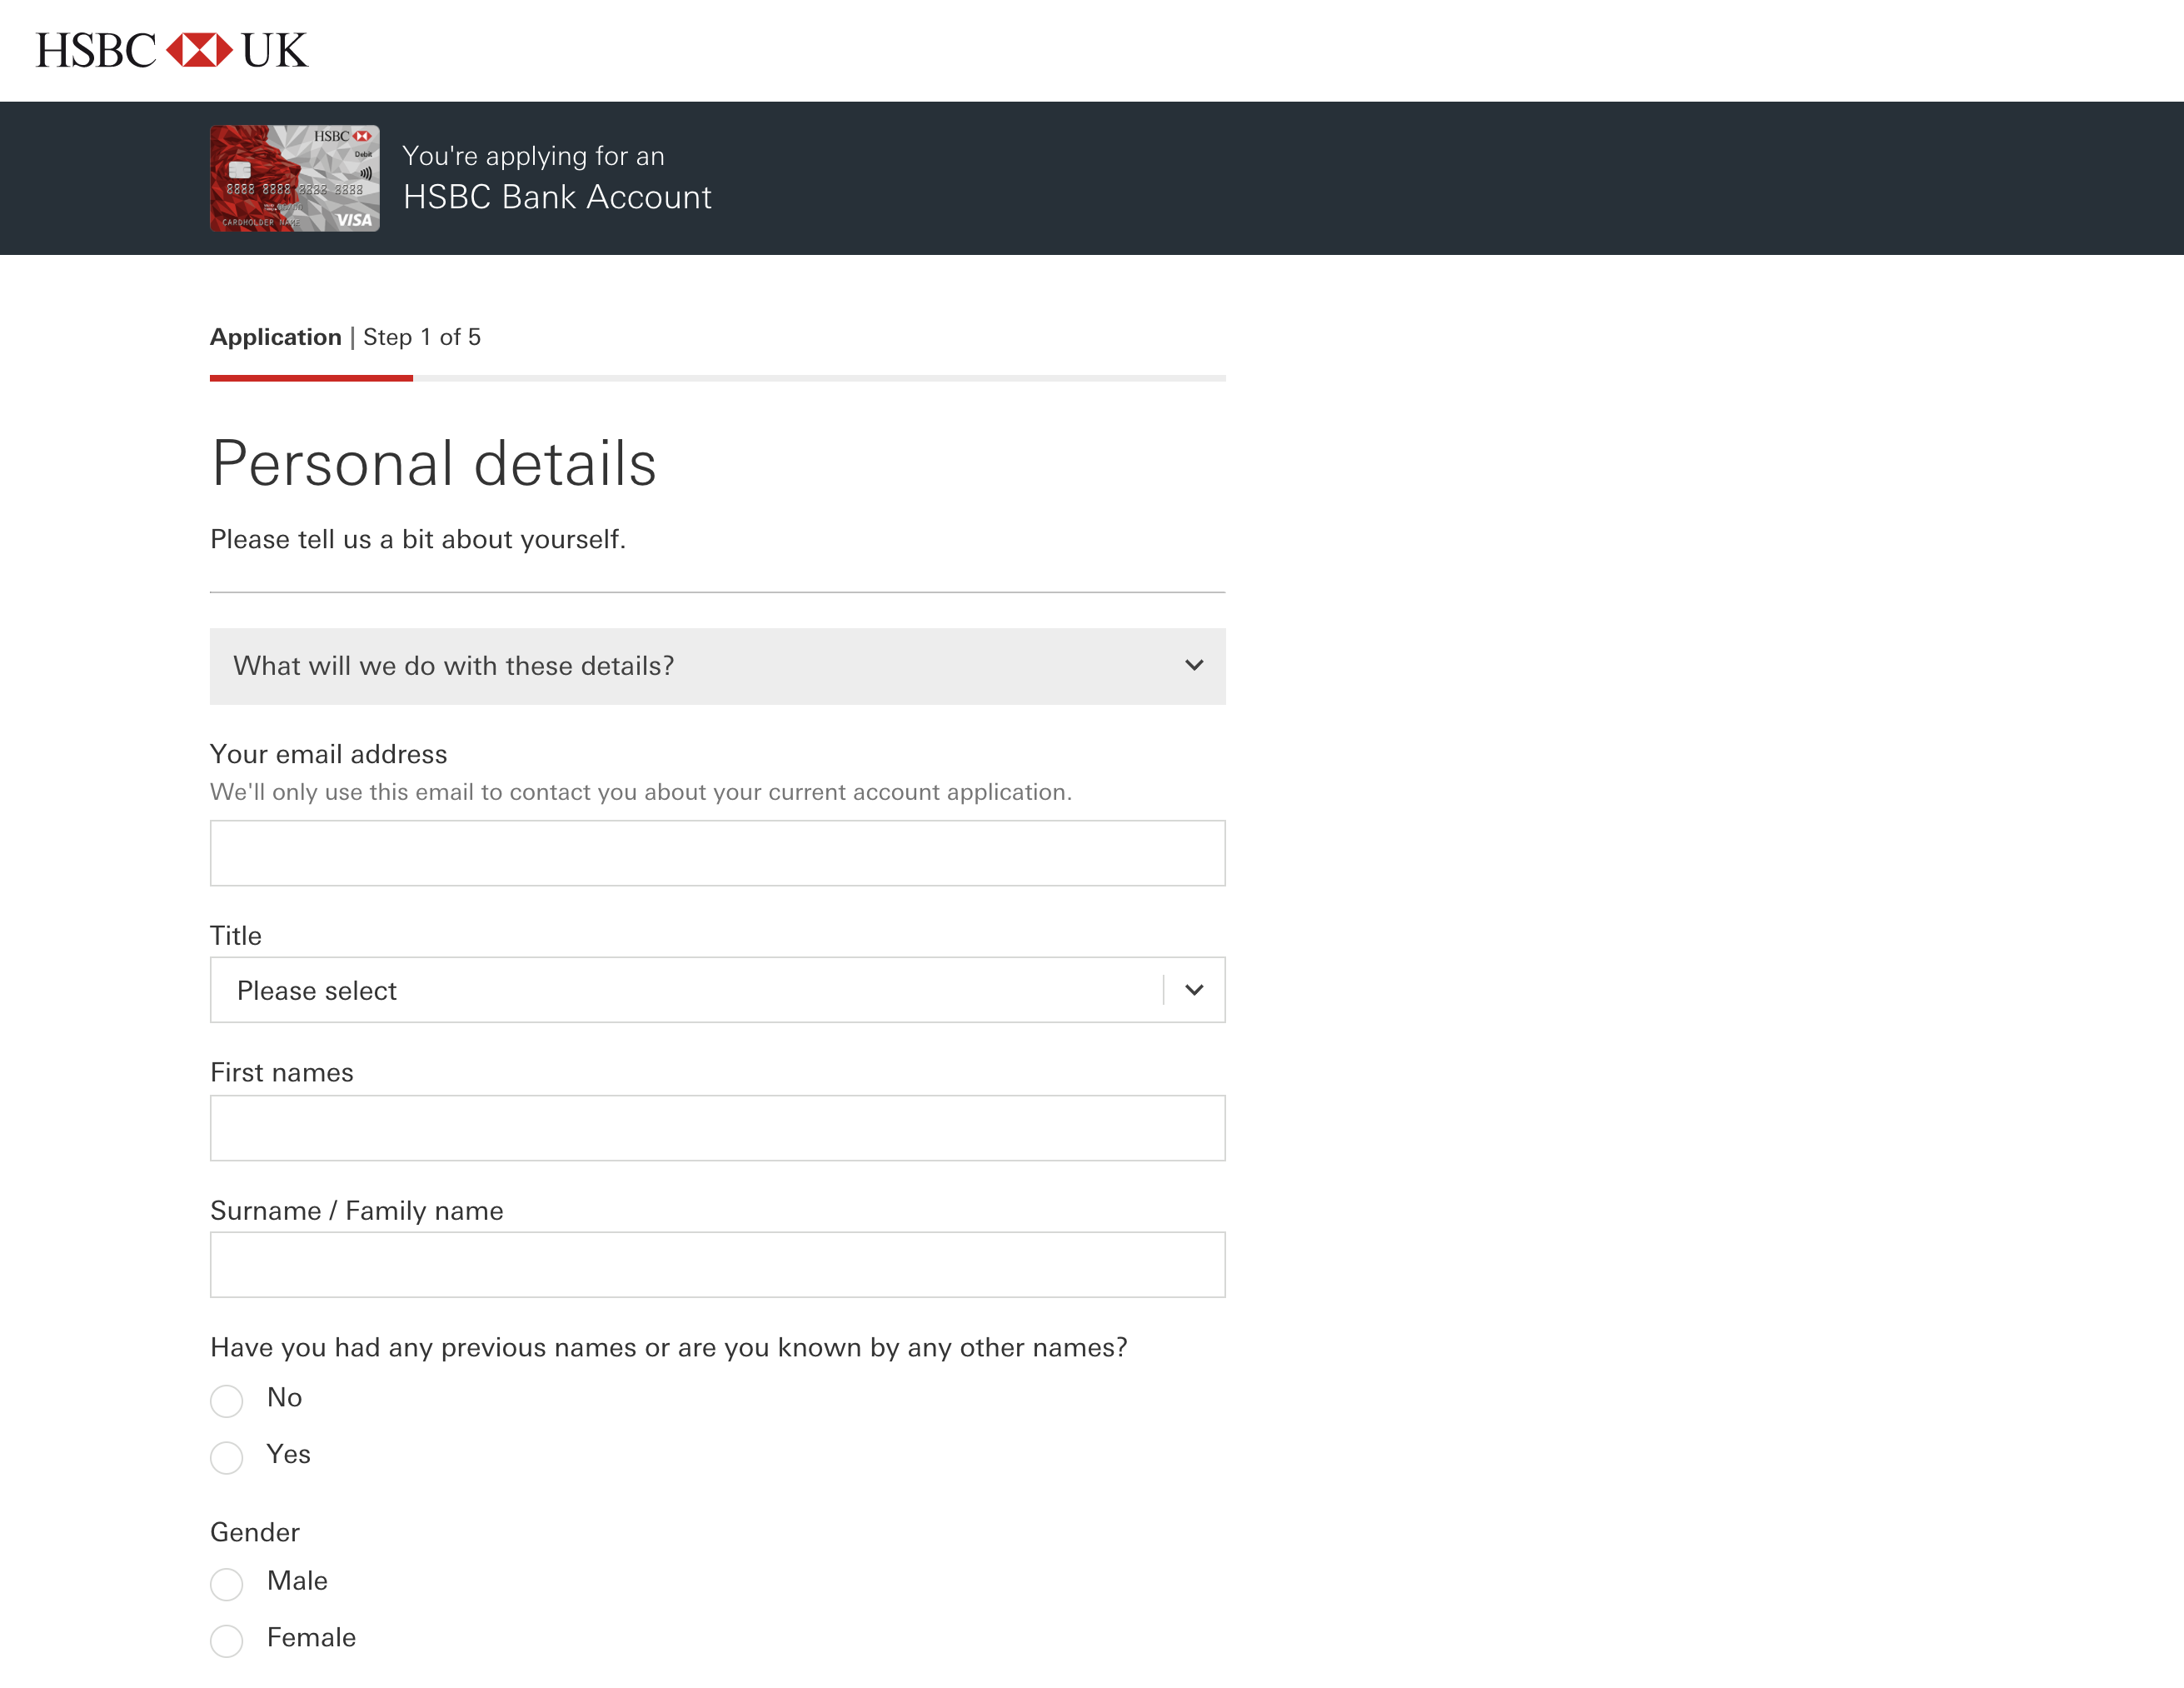 HSBC UK
HSBC
Debit
You're applying for an
HSBC Bank Account
8888 8888 8888 8888
CARDHOLDER NAME
VISA
Application | Step 1 of 5
Personal details
Please tell us a bit about yourself.
What will we do with these details?
Your email address
We'll only use this email to contact you about your current account application.
Title
Please select
First names
Surname / Family name
Have you had any previous names or are you known by any other names?
No
Yes
Gender
Male
Female